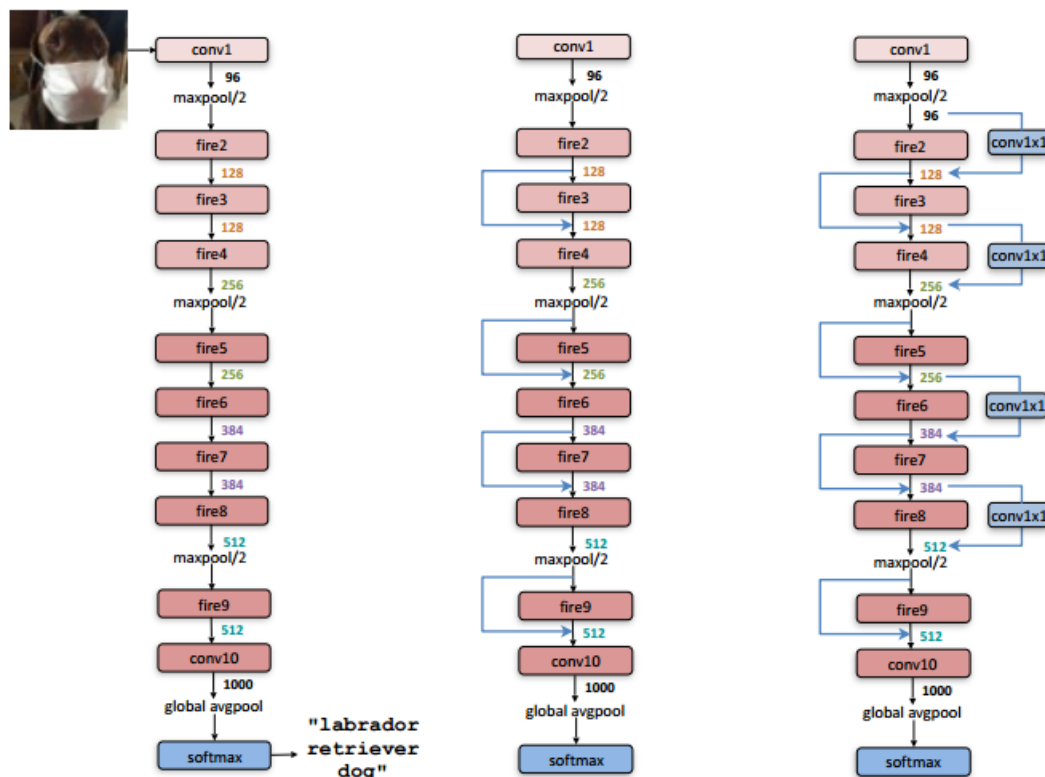 conv1
96
maxpool/2
fire2
128
fire3
128
fire4
256
maxpool/2
fire5
256
fire6
384
fire7
384
fire8
512
maxpool/2
fire9
512
conv10
1000
global avgpool
softmax
"labrador
retriever
dog"
conv1
96
maxpool/2
fire2
128
fire3
128
fire4
256
maxpool/2
fire5
256
fire6
384
fire7
384
fire8
512
maxpool/2
fire9
512
conv10
1000
global avgpool
softmax
conv1
96
maxpool/2
96
conv1x1
fire2
128
fire3
128
conv1x1
fire4
256
maxpool/2
fire5
256
conv1x1
fire6
384
fire7
384
conv1x1
fire8
512
maxpool/2
fire9
512
conv10
1000
global avgpool
softmax